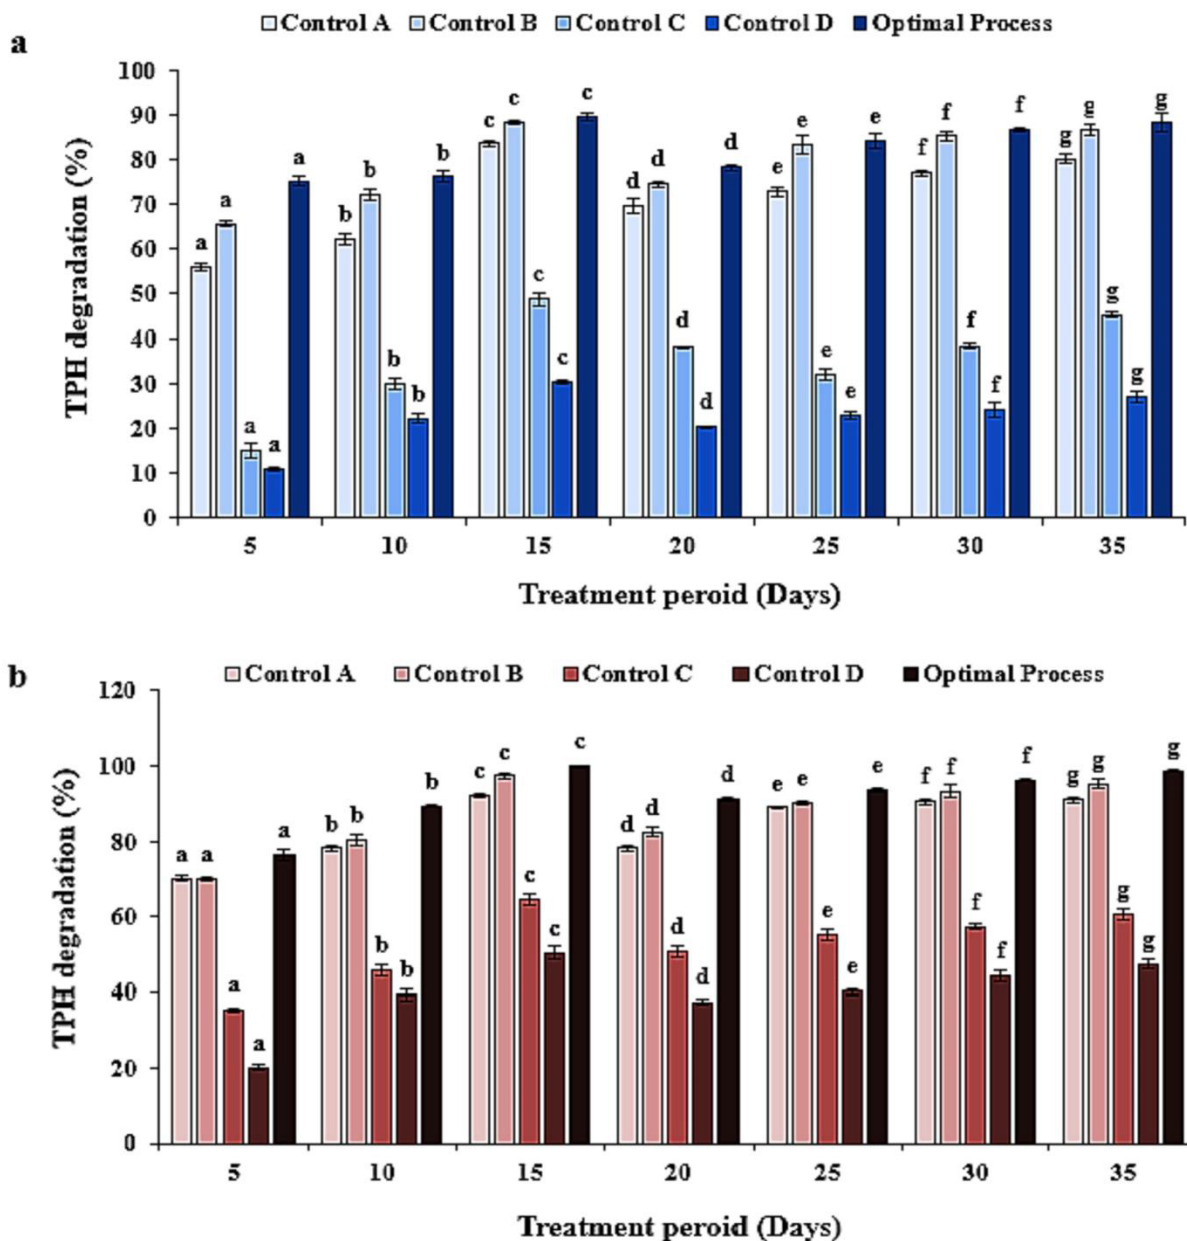 a
Control A Control B Control C Control D Optimal Process
TPH degradation (%)
100
90
80
70
60
50
40
30
20
10
0
a a a a a
b b b b b
c c c c c
d d d d d
e e e e e
f f f f f
g g g g g
5 10 15 20 25 30 35
Treatment peroid (Days)
b
Control A Control B Control C Control D Optimal Process
TPH degradation (%)
120
100
80
60
40
20
0
a a a a a
b b b b b
c c c c c
d d d d d
e e e e e
f f f f f
g g g g g
5 10 15 20 25 30 35
Treatment peroid (Days)